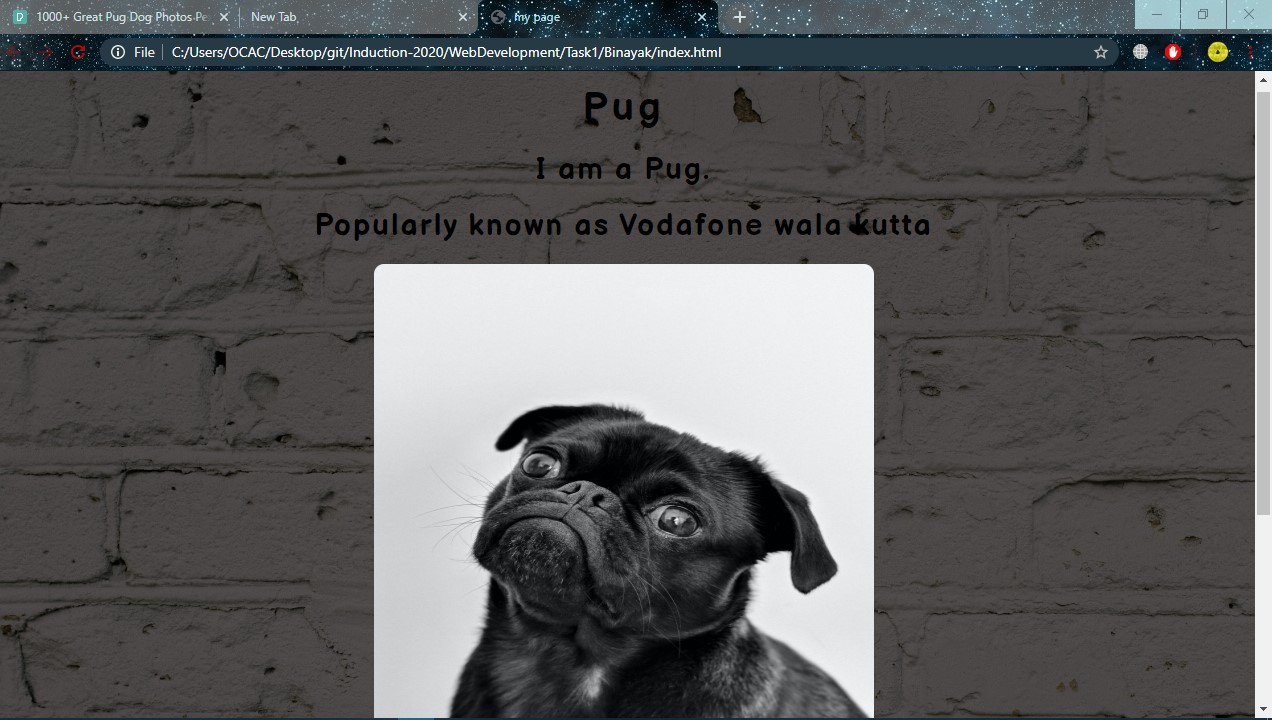 1000+ Great Pug Dog Photos Pe
New Tab
my page
File
C:/Users/OCAC/Desktop/git/Induction-2020/WebDevelopment/Task1/Binayak/index.html
Pug
I am a Pug.
Popularly known as Vodafone wala kutta